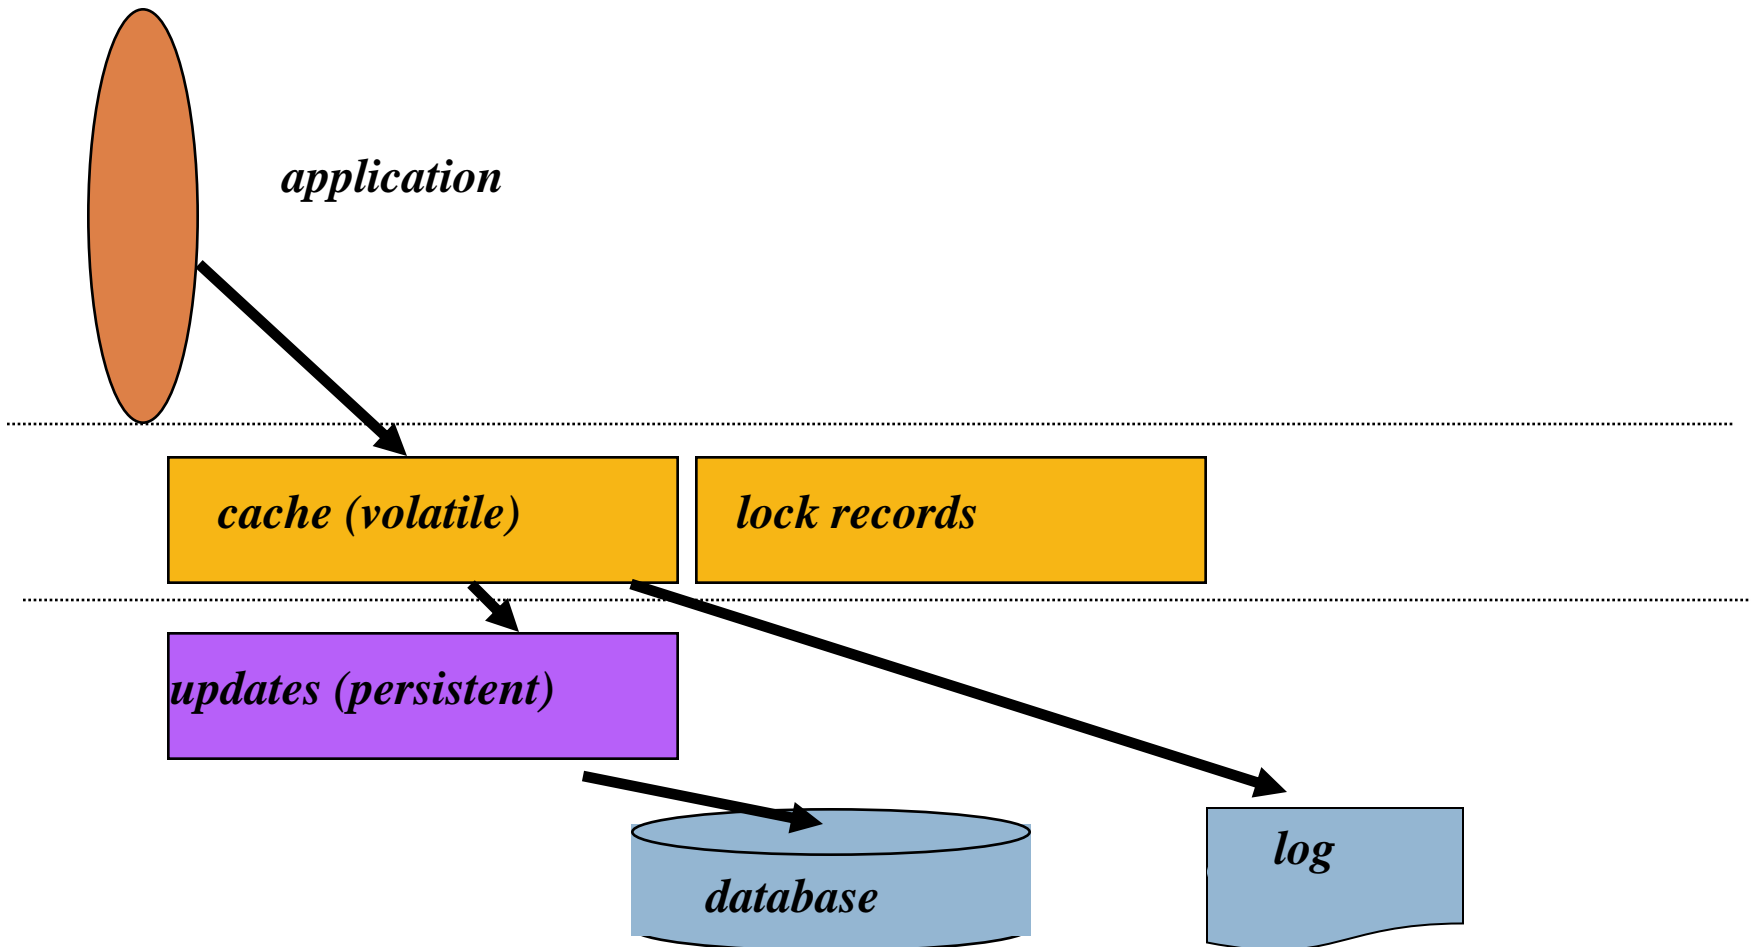 application
cache (volatile)
lock records
updates (persistent)
log
database